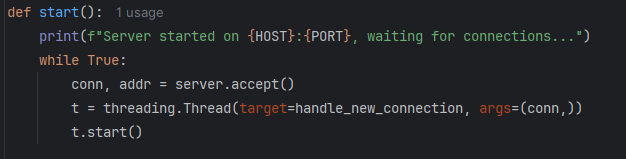 def start(): 1 usage
    print(f"Server started on {HOST}:{PORT}, waiting for connections...")
    while True:
        conn, addr = server.accept()
        t = threading.Thread(target=handle_new_connection, args=(conn,))
        t.start()